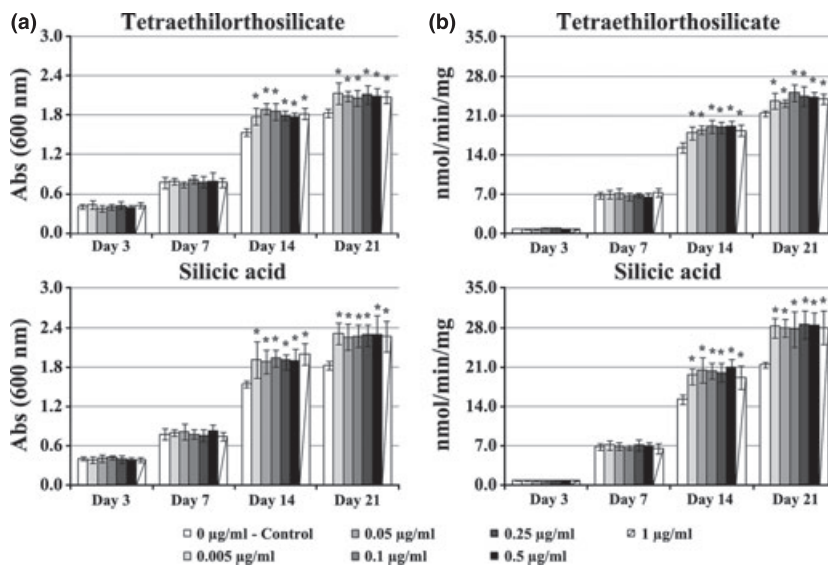 (a) Tetraethilorthosilicate
Abs (600 nm)
3.0
2.4
1.8
1.2
0.6
0.0
* * * * * *
* * * * * *
Day 3 Day 7 Day 14 Day 21
(b) Tetraethilorthosilicate
nmol/min/mg
35.0
28.0
21.0
14.0
7.0
0.0
* * * * * *
* * * * * *
Day 3 Day 7 Day 14 Day 21
Silicic acid
Abs (600 nm)
3.0
2.4
1.8
1.2
0.6
0.0
* * * * * *
* * * * * *
Day 3 Day 7 Day 14 Day 21
Silicic acid
nmol/min/mg
35.0
28.0
21.0
14.0
7.0
0.0
* * * * * *
* * * * * *
Day 3 Day 7 Day 14 Day 21
0 µg/ml - Control 0.05 µg/ml 0.25 µg/ml 1 µg/ml
0.005 µg/ml 0.1 µg/ml 0.5 µg/ml